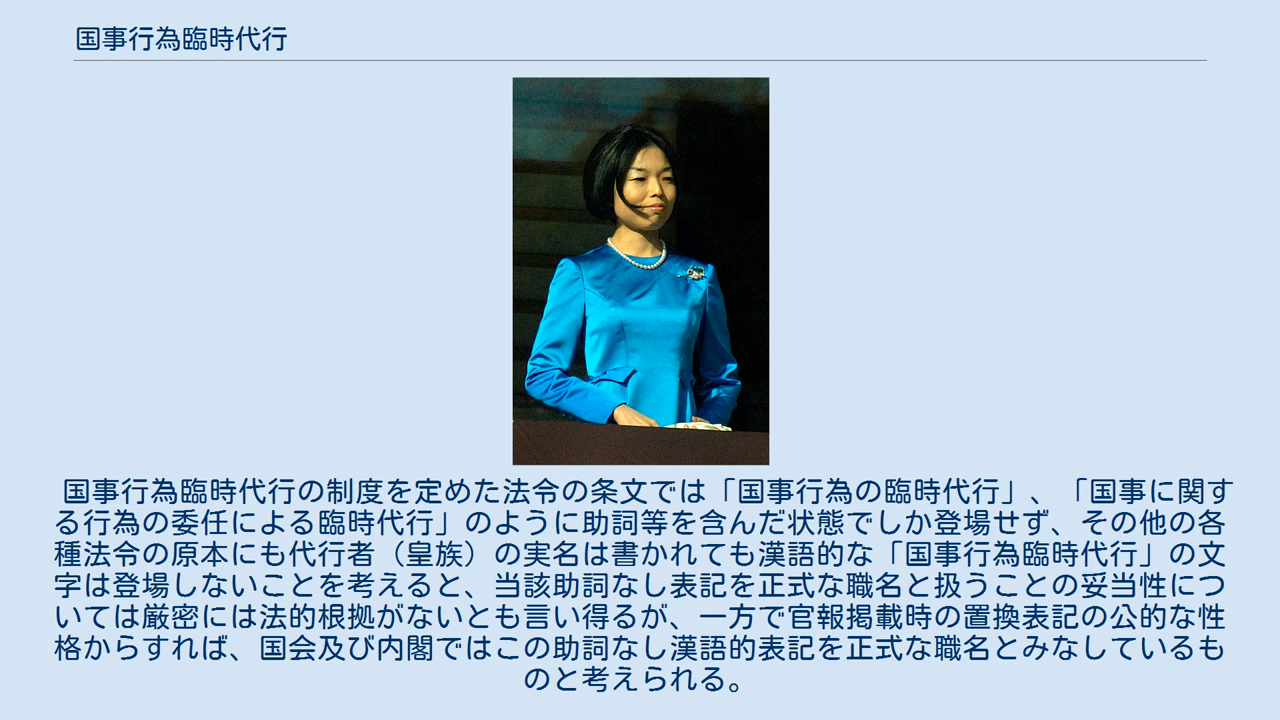 国事行為臨時代行
国事行為臨時代行の制度を定めた法令の条文では「国事行為の臨時代行」、「国事に関す
る行為の委任による臨時代行」のように助詞等を含んだ状態でしか登場せず、その他の各
種法令の原本にも代行者（皇族）の実名は書かれても漢語的な「国事行為臨時代行」の文
字は登場しないことを考えると、当該助詞なし表記を正式な職名と扱うことの妥当性につ
いては厳密には法的根拠がないとも言い得るが、一方で官報掲載時の置換表記の公的な性
格からすれば、国会及び内閣ではこの助詞なし漢語的表記を正式な職名とみなしているも
のと考えられる。